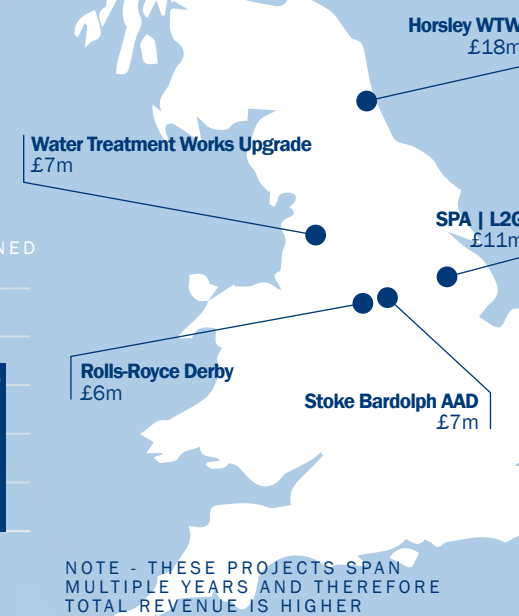 Horsley WTW
£18m
Water Treatment Works Upgrade
£7m
SPA | L2G
£11m
NED
Rolls-Royce Derby
£6m
Stoke Bardolph AAD
£7m
NOTE - THESE PROJECTS SPAN
MULTIPLE YEARS AND THEREFORE
TOTAL REVENUE IS HIGHER